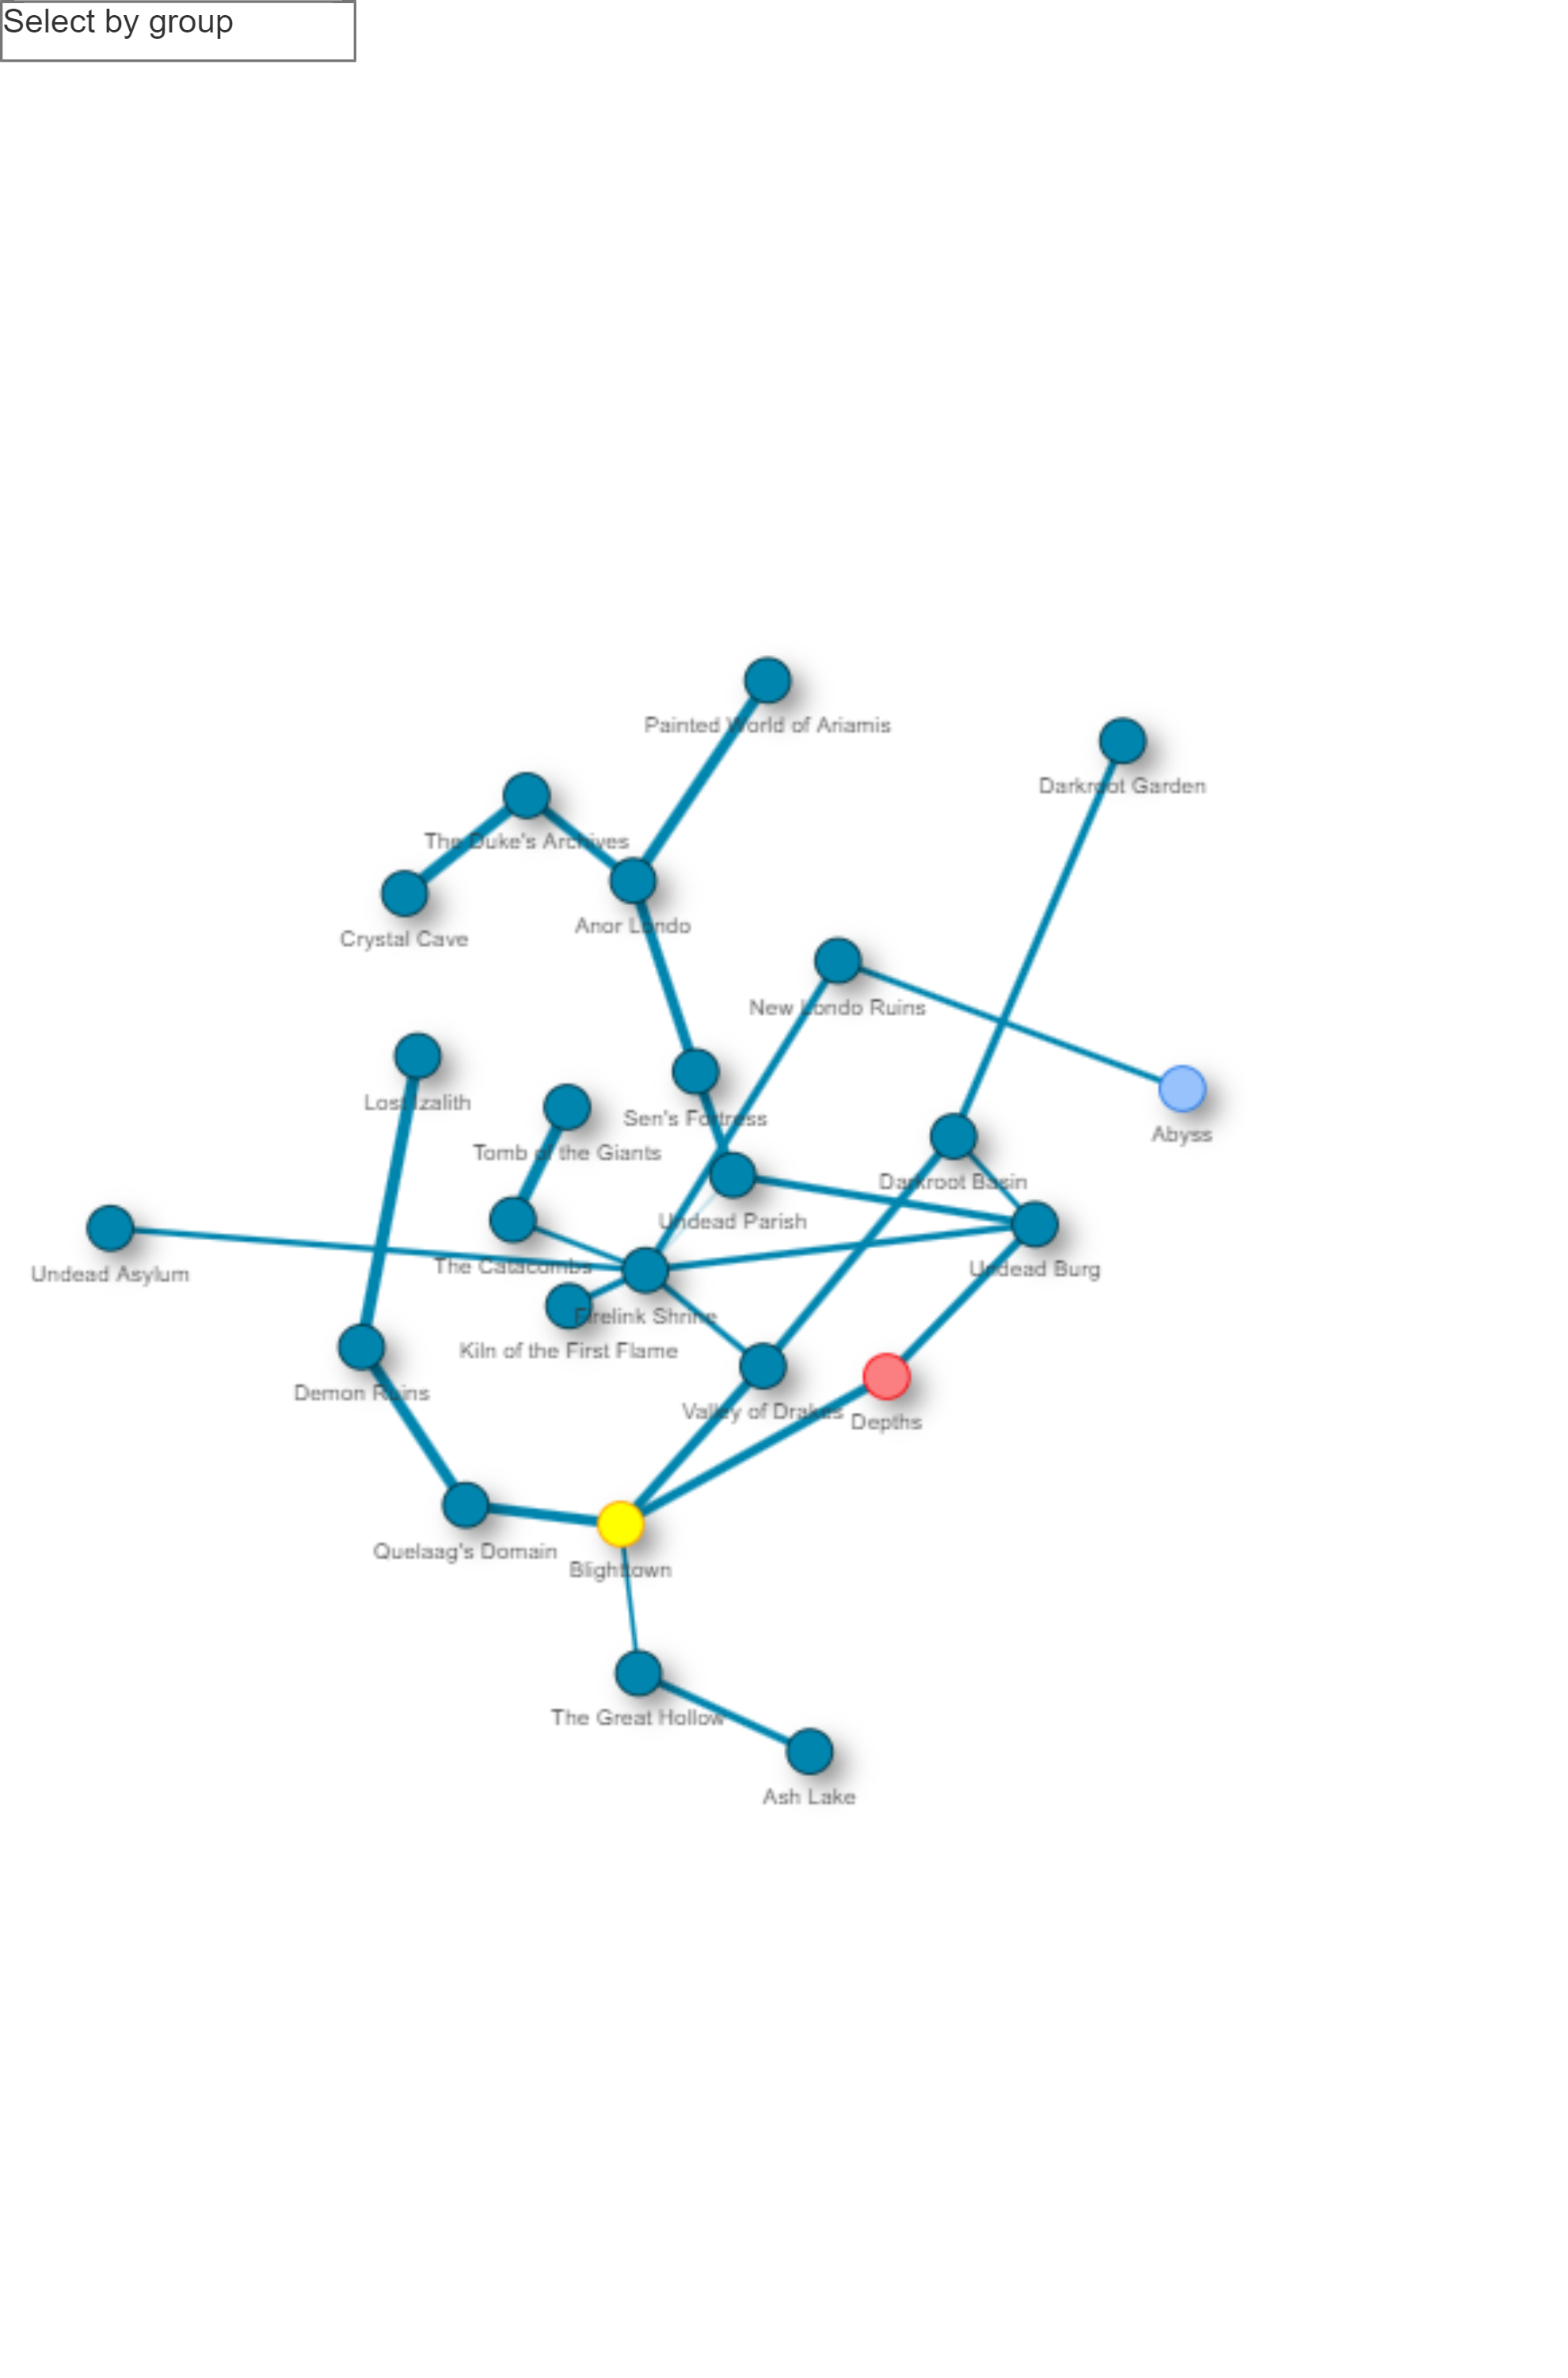 Select by group
Painted World of Ariamis
Darkroot Garden
The Duke's Archives
Anor Londo
Crystal Cave
New Londo Ruins
Lost Izalith
Sen's Fortress
Abyss
Tomb of the Giants
Darkroot Basin
Undead Parish
The Catacombs
Undead Burg
Undead Asylum
Firelink Shrine
Kiln of the First Flame
Demon Ruins
Valley of Drakes
Depths
Quelaag's Domain
Blighttown
The Great Hollow
Ash Lake